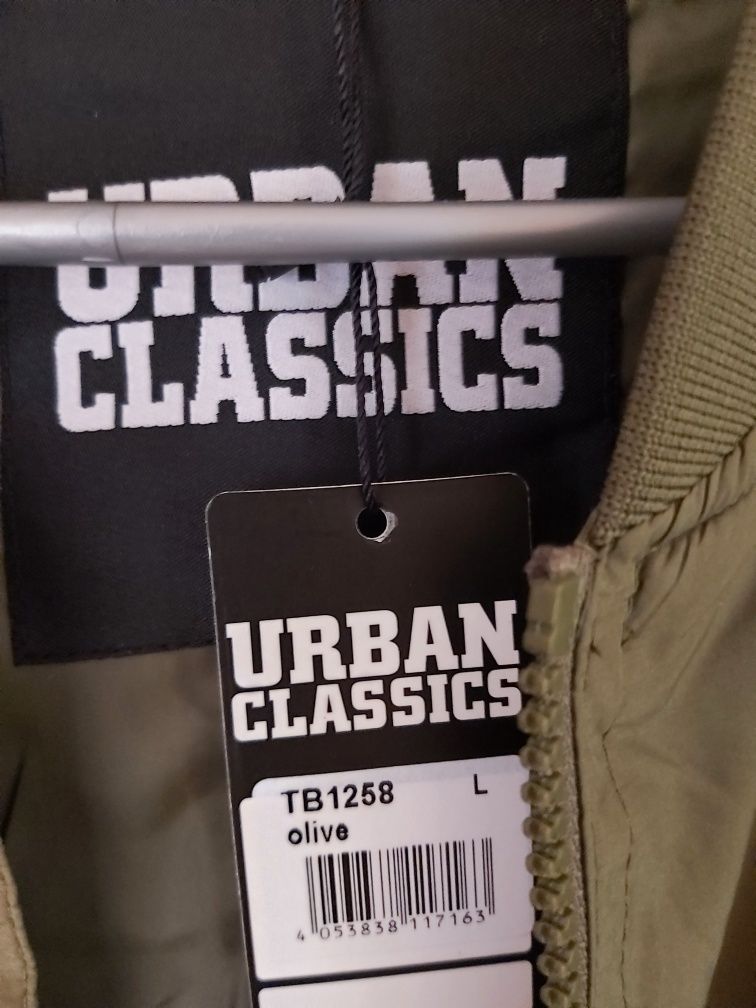 URBAN
CLASSICS
URBAN
CLASSICS
TB1258 L
olive
4 053838 117163